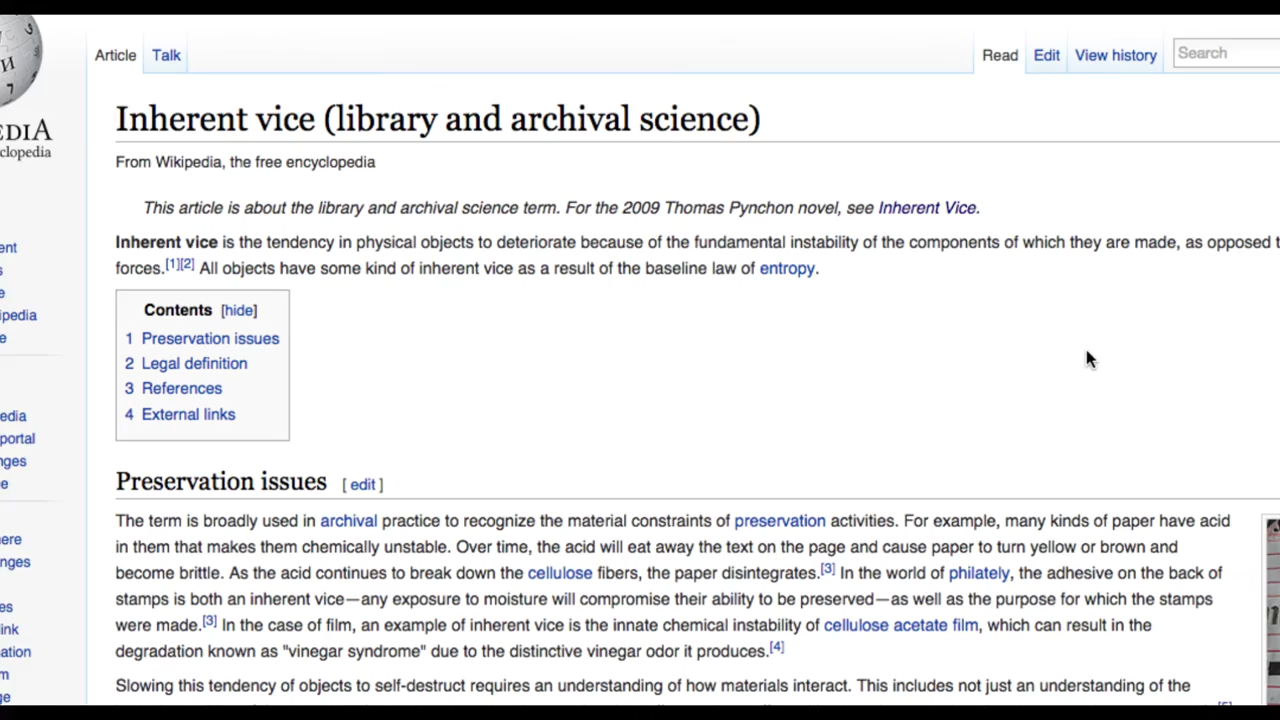 Article Talk Read Edit View history Search
EDIA
clopedia
Inherent vice (library and archival science)
From Wikipedia, the free encyclopedia
This article is about the library and archival science term. For the 2009 Thomas Pynchon novel, see Inherent Vice.
Inherent vice is the tendency in physical objects to deteriorate because of the fundamental instability of the components of which they are made, as opposed t
forces.[1][2] All objects have some kind of inherent vice as a result of the baseline law of entropy.
Contents [hide]
1 Preservation issues
2 Legal definition
3 References
4 External links
Preservation issues [ edit ]
The term is broadly used in archival practice to recognize the material constraints of preservation activities. For example, many kinds of paper have acid
in them that makes them chemically unstable. Over time, the acid will eat away the text on the page and cause paper to turn yellow or brown and
become brittle. As the acid continues to break down the cellulose fibers, the paper disintegrates.[3] In the world of philately, the adhesive on the back of
stamps is both an inherent vice—any exposure to moisture will compromise their ability to be preserved—as well as the purpose for which the stamps
were made.[3] In the case of film, an example of inherent vice is the innate chemical instability of cellulose acetate film, which can result in the
degradation known as "vinegar syndrome" due to the distinctive vinegar odor it produces.[4]
Slowing this tendency of objects to self-destruct requires an understanding of how materials interact. This includes not just an understanding of the
ent
s
e
ipedia
e
edia
portal
nges
e
ere
nges
es
ink
ation
m
ge